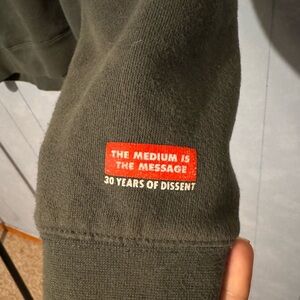 THE MEDIUM IS
THE MESSAGE
30 YEARS OF DISSENT